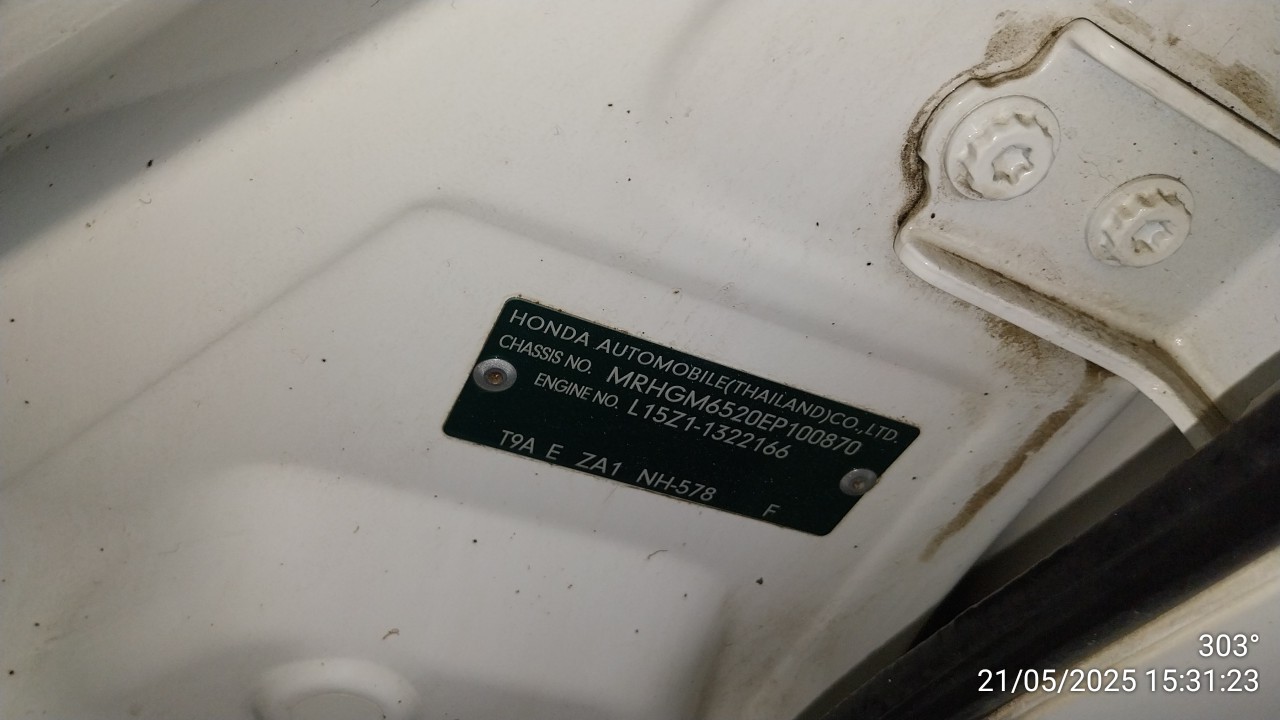 HONDA AUTOMOBILE(THAILAND)CO.,LTD.
CHASSIS NO. MRHGM6520EP100870
ENGINE NO. L15Z1-1322166
T9A E ZA1 NH-578 F
303°
21/05/2025 15:31:23